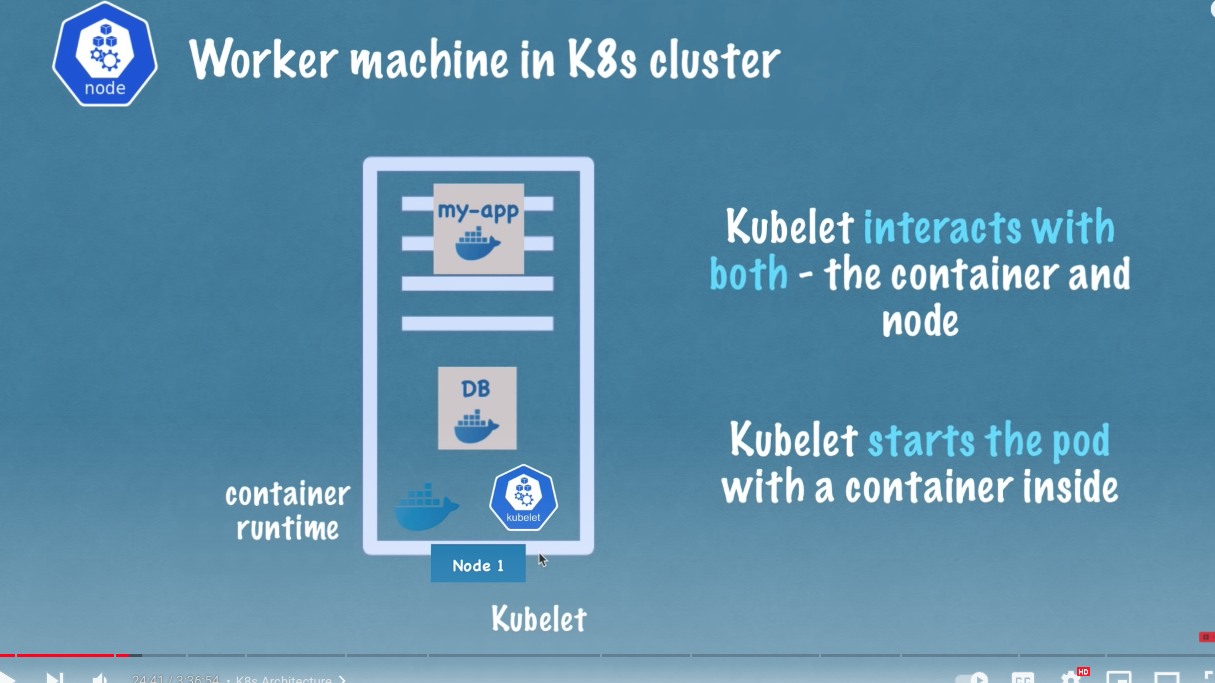 node
Worker machine in K8s cluster
my-app
DB
container
runtime
kubelet
Node 1
Kubelet
Kubelet interacts with
both - the container and
node
Kubelet starts the pod
with a container inside
24:41 / 3:36:54 • K8s Architecture
CC
HD